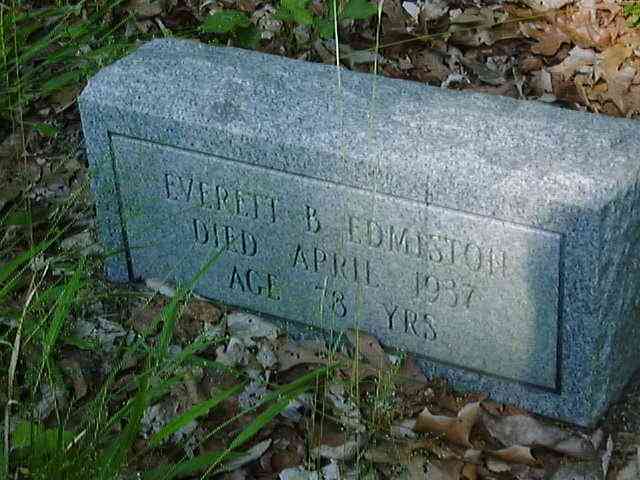 EVERETT B EDMISTON
DIED APRIL 1937
AGE 78 YRS